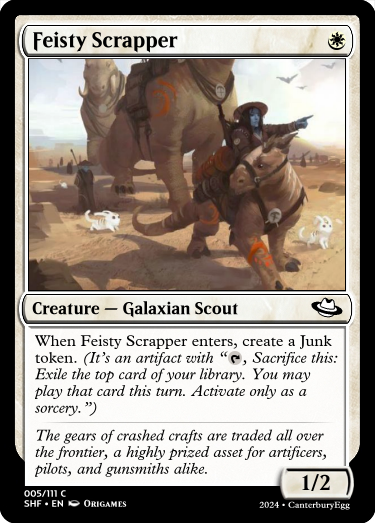 Feisty Scrapper
Creature — Galaxian Scout
When Feisty Scrapper enters, create a Junk
token. (It's an artifact with “, Sacrifice this:
Exile the top card of your library. You may
play that card this turn. Activate only as a
sorcery.”)
The gears of crashed crafts are traded all over
the frontier, a highly prized asset for artificers,
pilots, and gunsmiths alike.
1/2
005/111 C
SHF • EN Origames
2024 • CanterburyEgg